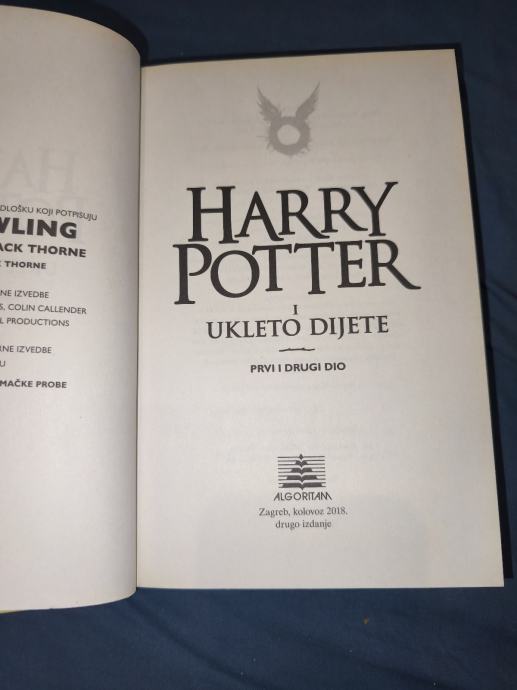 DLOŠKU KOJI POTPISUJU
WLING
ACK THORNE
K THORNE
NE IZVEDBE
S, COLIN CALLENDER
L PRODUCTIONS
RNE IZVEDBE
U
MAČKE PROBE
HARRY
POTTER
I
UKLETO DIJETE
PRVI I DRUGI DIO
ALGORITAM
Zagreb, kolovoz 2018.
drugo izdanje